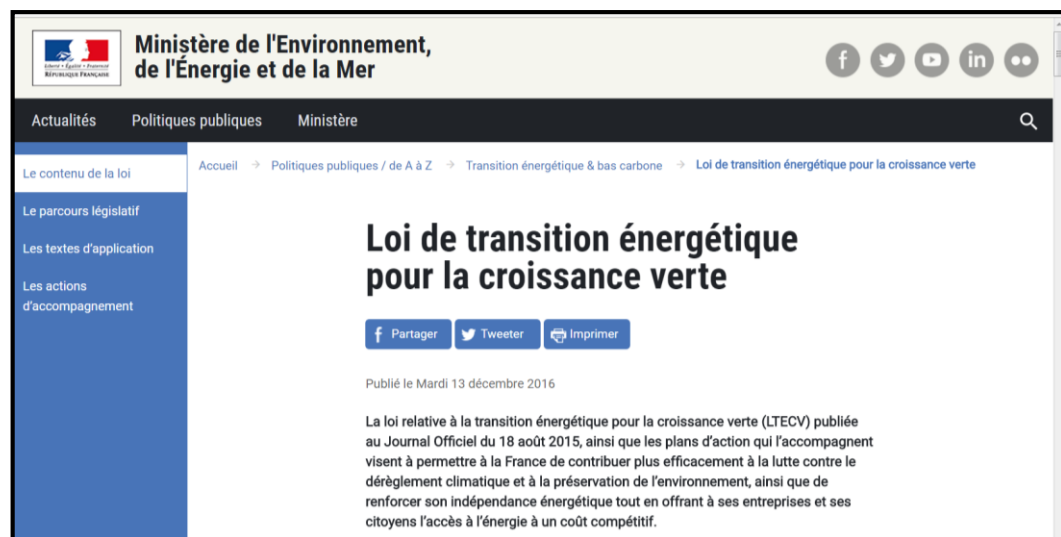 Liberté • Égalité • Fraternité
RÉPUBLIQUE FRANÇAISE
Ministère de l'Environnement,
de l'Énergie et de la Mer
Actualités Politiques publiques Ministère
Le contenu de la loi
Le parcours législatif
Les textes d'application
Les actions
d'accompagnement
Accueil → Politiques publiques / de A à Z → Transition énergétique & bas carbone → Loi de transition énergétique pour la croissance verte
Loi de transition énergétique
pour la croissance verte
Partager Tweeter Imprimer
Publié le Mardi 13 décembre 2016
La loi relative à la transition énergétique pour la croissance verte (LTECV) publiée
au Journal Officiel du 18 août 2015, ainsi que les plans d'action qui l'accompagnent
visent à permettre à la France de contribuer plus efficacement à la lutte contre le
dérèglement climatique et à la préservation de l'environnement, ainsi que de
renforcer son indépendance énergétique tout en offrant à ses entreprises et ses
citoyens l'accès à l'énergie à un coût compétitif.